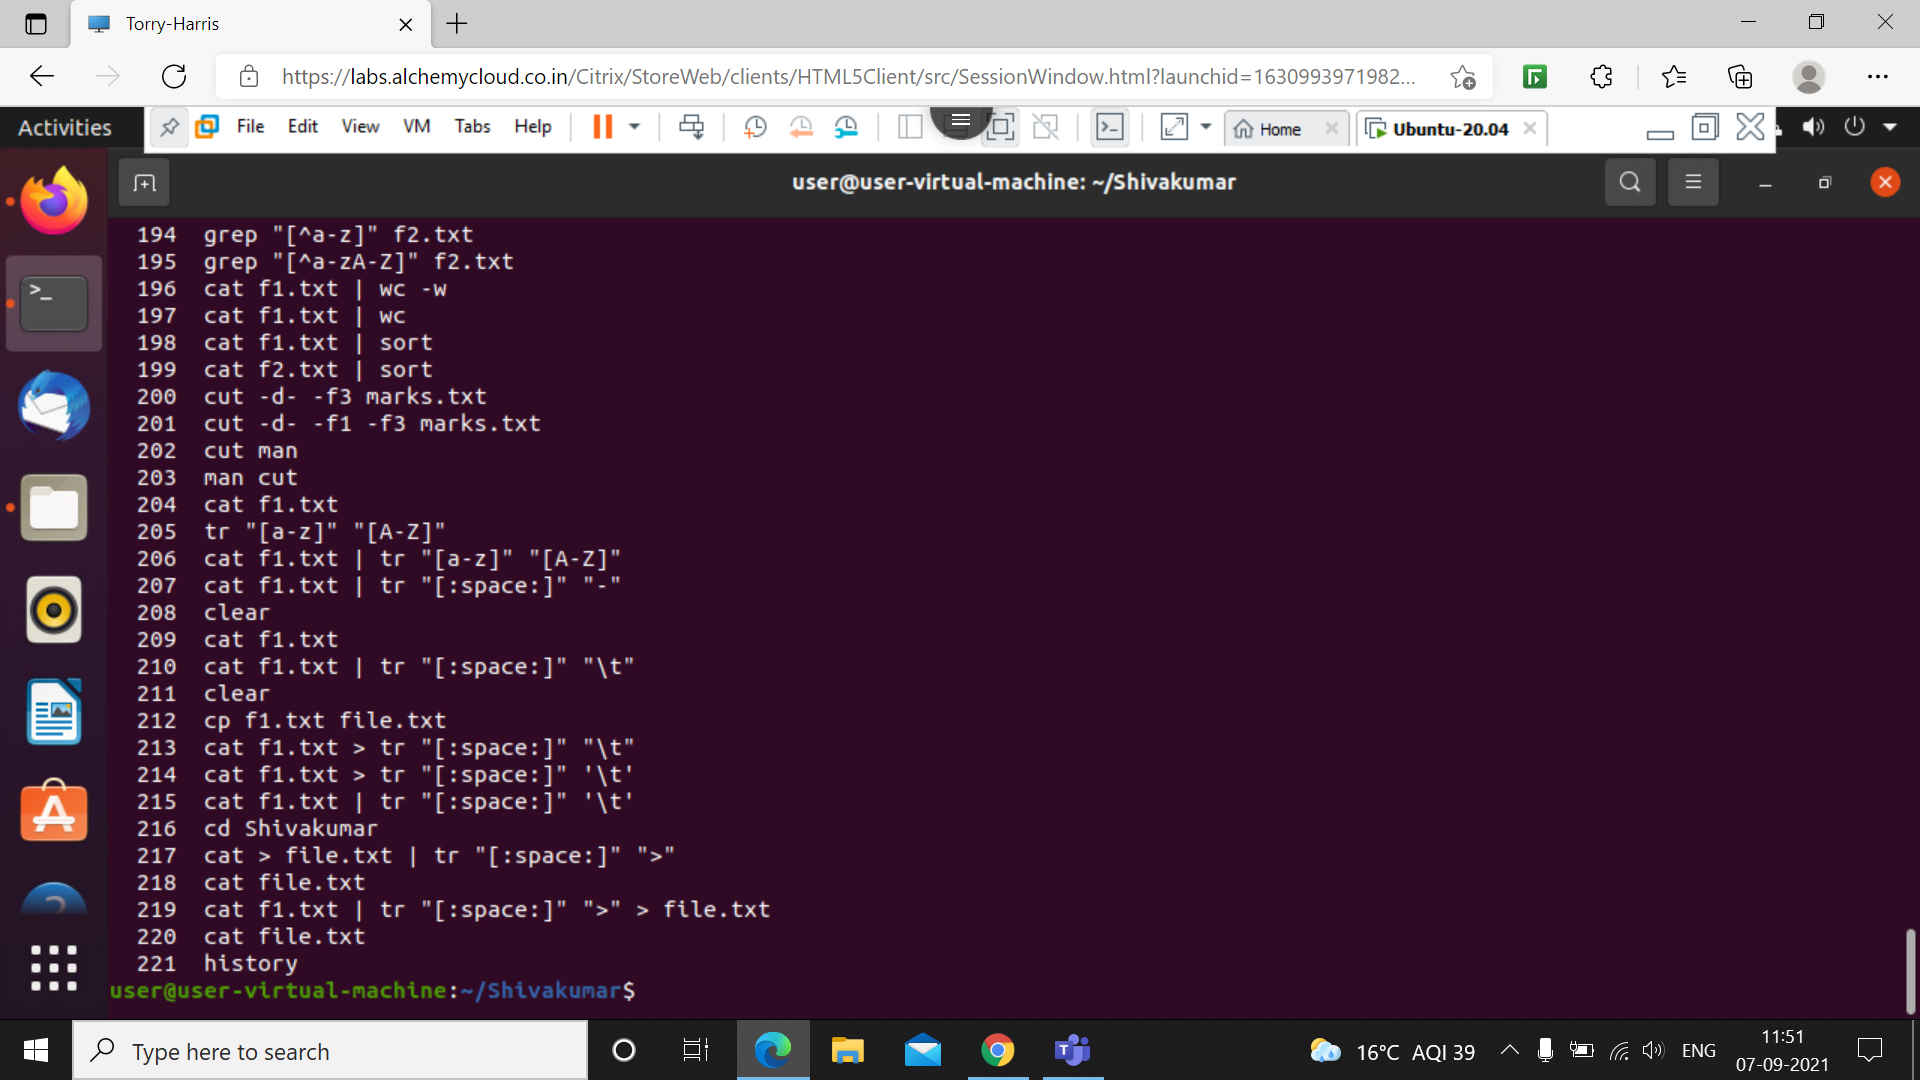 Torry-Harris
https://labs.alchemycloud.co.in/Citrix/StoreWeb/clients/HTML5Client/src/SessionWindow.html?launchid=1630993971982...
Activities
File Edit View VM Tabs Help
Home
Ubuntu-20.04
user@user-virtual-machine: ~/Shivakumar
194 grep "[^a-z]" f2.txt
195 grep "[^a-zA-Z]" f2.txt
196 cat f1.txt | wc -w
197 cat f1.txt | wc
198 cat f1.txt | sort
199 cat f2.txt | sort
200 cut -d- -f3 marks.txt
201 cut -d- -f1 -f3 marks.txt
202 cut man
203 man cut
204 cat f1.txt
205 tr "[a-z]" "[A-Z]"
206 cat f1.txt | tr "[a-z]" "[A-Z]"
207 cat f1.txt | tr "[:space:]" "-"
208 clear
209 cat f1.txt
210 cat f1.txt | tr "[:space:]" "\t"
211 clear
212 cp f1.txt file.txt
213 cat f1.txt > tr "[:space:]" "\t"
214 cat f1.txt > tr "[:space:]" '\t'
215 cat f1.txt | tr "[:space:]" '\t'
216 cd Shivakumar
217 cat > file.txt | tr "[:space:]" ">"
218 cat file.txt
219 cat f1.txt | tr "[:space:]" ">" > file.txt
220 cat file.txt
221 history
user@user-virtual-machine:~/Shivakumar$
Type here to search
16°C AQI 39
ENG
11:51
07-09-2021